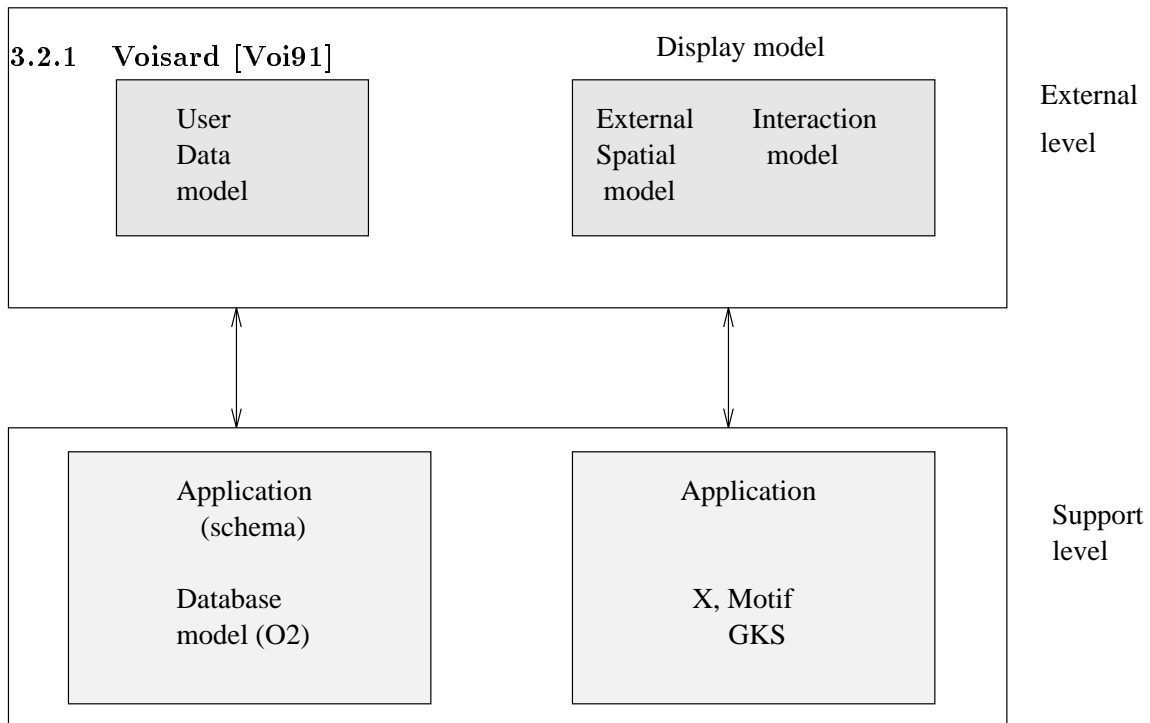 3.2.1 Voisard [Voi91]
Display model
User
Data
model
External
Spatial
model
Interaction
model
External
level
Application
(schema)
Database
model (O2)
Application
X, Motif
GKS
Support
level